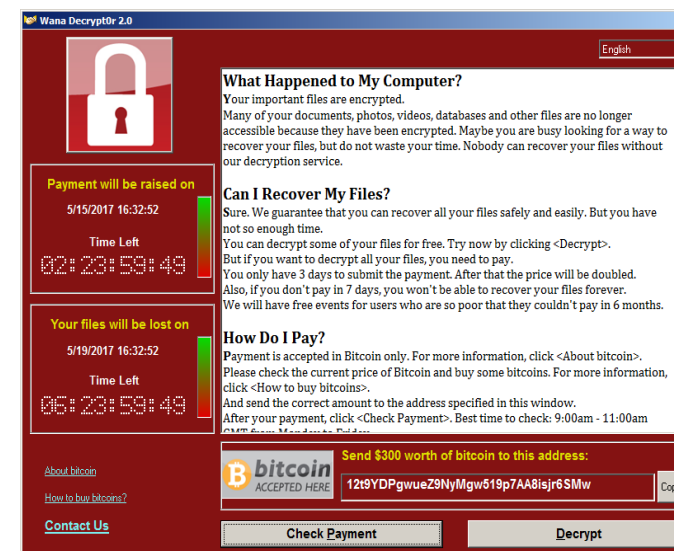 Wana Decrypt0r 2.0
English
What Happened to My Computer?
Your important files are encrypted.
Many of your documents, photos, videos, databases and other files are no longer
accessible because they have been encrypted. Maybe you are busy looking for a way to
recover your files, but do not waste your time. Nobody can recover your files without
our decryption service.
Can I Recover My Files?
Sure. We guarantee that you can recover all your files safely and easily. But you have
not so enough time.
You can decrypt some of your files for free. Try now by clicking <Decrypt>.
But if you want to decrypt all your files, you need to pay.
You only have 3 days to submit the payment. After that the price will be doubled.
Also, if you don't pay in 7 days, you won't be able to recover your files forever.
We will have free events for users who are so poor that they couldn't pay in 6 months.
How Do I Pay?
Payment is accepted in Bitcoin only. For more information, click <About bitcoin>.
Please check the current price of Bitcoin and buy some bitcoins. For more information,
click <How to buy bitcoins>.
And send the correct amount to the address specified in this window.
After your payment, click <Check Payment>. Best time to check: 9:00am - 11:00am
GMT from Monday to Friday.
Payment will be raised on
5/15/2017 16:32:52
Time Left
02:23:59:49
Your files will be lost on
5/19/2017 16:32:52
Time Left
06:23:59:49
About bitcoin
How to buy bitcoins?
Contact Us
bitcoin
ACCEPTED HERE
Send $300 worth of bitcoin to this address:
12t9YDPgwueZ9NyMgw519p7AA8isjr6SMw
Cop
Check Payment
Decrypt